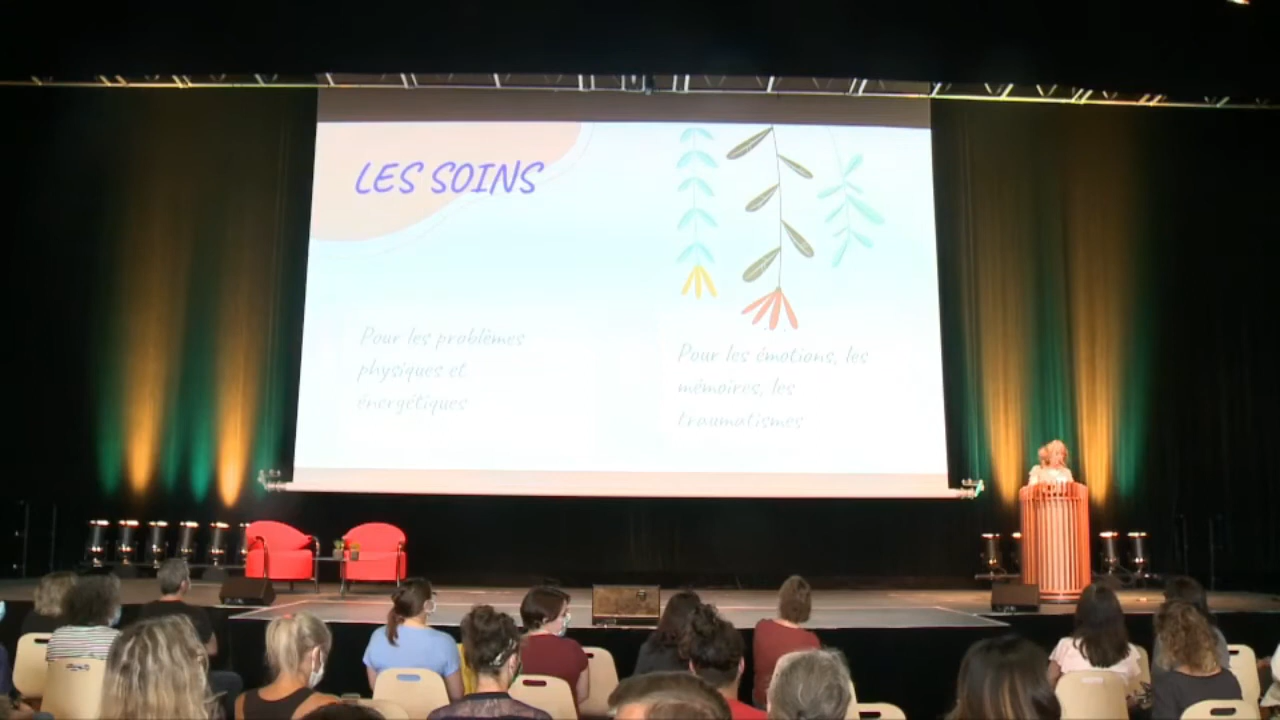 LES SOINS
Pour les problèmes
physiques et
énergétiques
Pour les émotions, les
mémoires, les
traumatismes